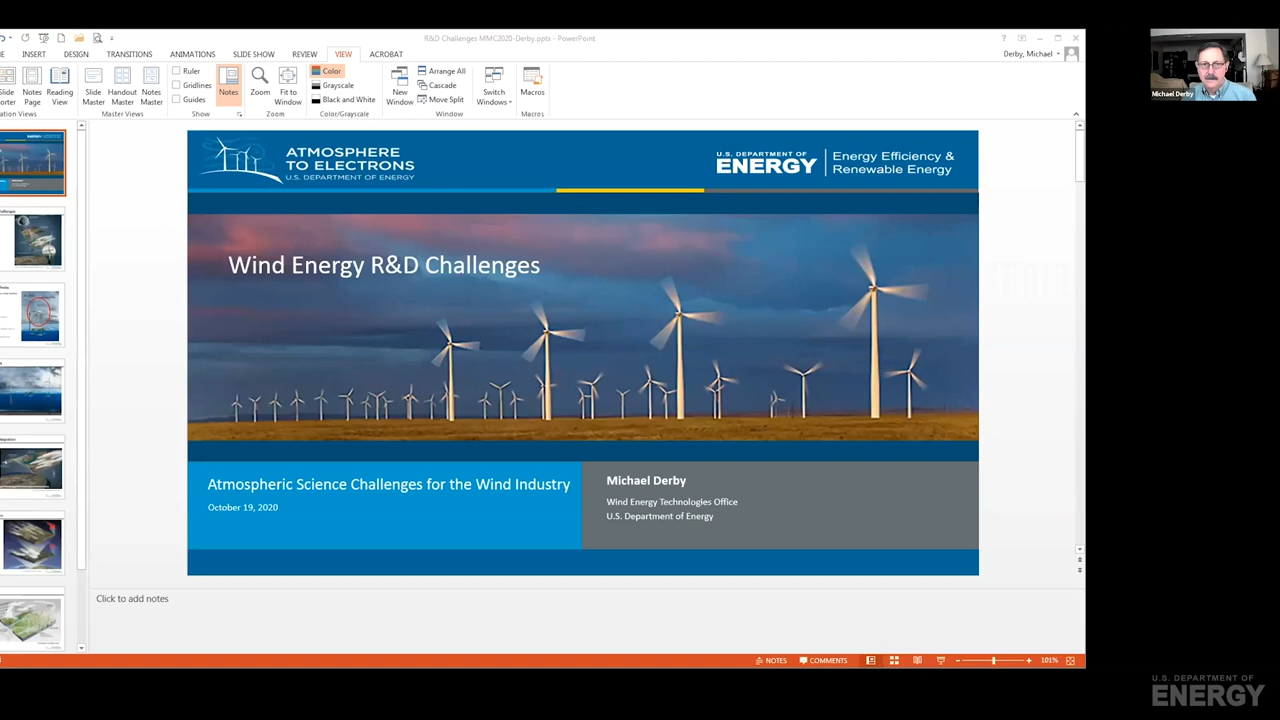 R&D Challenges MMC2020-Derby.pptx - PowerPoint
INSERT DESIGN TRANSITIONS ANIMATIONS SLIDE SHOW REVIEW VIEW ACROBAT
Derby, Michael
Notes Page
Reading View
Slide Master
Handout Master
Notes Master
Master Views
Ruler
Gridlines
Guides
Notes
Show
Zoom
Fit to Window
Zoom
Color
Grayscale
Black and White
Color/Grayscale
New Window
Arrange All
Cascade
Move Split
Switch Windows
Window
Macros
Macros
Michael Derby
ATMOSPHERE
TO ELECTRONS
U.S. DEPARTMENT OF ENERGY
U.S. DEPARTMENT OF
ENERGY
Energy Efficiency &
Renewable Energy
Wind Energy R&D Challenges
Atmospheric Science Challenges for the Wind Industry
October 19, 2020
Michael Derby
Wind Energy Technologies Office
U.S. Department of Energy
Click to add notes
NOTES COMMENTS 101%
U.S. DEPARTMENT OF
ENERGY